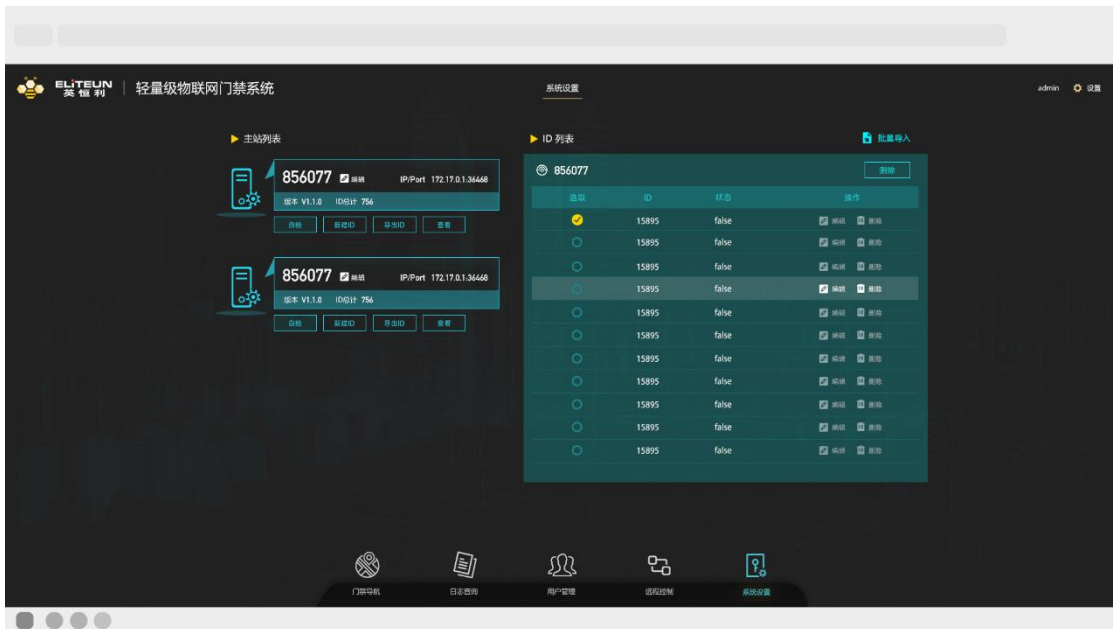 ELiTEUN
英恒利
轻量级物联网门禁系统
系统设置
admin 设置
主站列表
856077 编辑 IP/Port 172.17.0.1:36468
版本 V1.1.0 ID总计 756
自检 新建ID 导出ID 查看
856077 编辑 IP/Port 172.17.0.1:36468
版本 V1.1.0 ID总计 756
自检 新建ID 导出ID 查看
ID 列表 批量导入
856077 删除
选取 ID 状态 操作
15895 false 编辑 删除
15895 false 编辑 删除
15895 false 编辑 删除
15895 false 编辑 删除
15895 false 编辑 删除
15895 false 编辑 删除
15895 false 编辑 删除
15895 false 编辑 删除
15895 false 编辑 删除
15895 false 编辑 删除
15895 false 编辑 删除
门禁导航 日志查询 用户管理 远程控制 系统设置